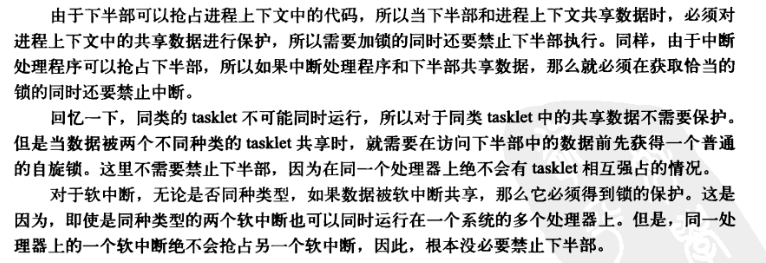 由于下半部可以抢占进程上下文中的代码，所以当下半部和进程上下文共享数据时，必须对
进程上下文中的共享数据进行保护，所以需要加锁的同时还要禁止下半部执行。同样，由于中断
处理程序可以抢占下半部，所以如果中断处理程序和下半部共享数据，那么就必须在获取恰当的
锁的同时还要禁止中断。
回忆一下，同类的 tasklet 不可能同时运行，所以对于同类 tasklet 中的共享数据不需要保护。
但是当数据被两个不同种类的 tasklet 共享时，就需要在访问下半部中的数据前先获得一个普通
的自旋锁。这里不需要禁止下半部，因为在同一个处理器上绝不会有 tasklet 相互强占的情况。
对于软中断，无论是否同种类型，如果数据被软中断共享，那么它必须得到锁的保护。这是
因为，即使是同种类型的两个软中断也可以同时运行在一个系统的多个处理器上。但是，同一处
理器上的一个软中断绝不会抢占另一个软中断，因此，根本没必要禁止下半部。